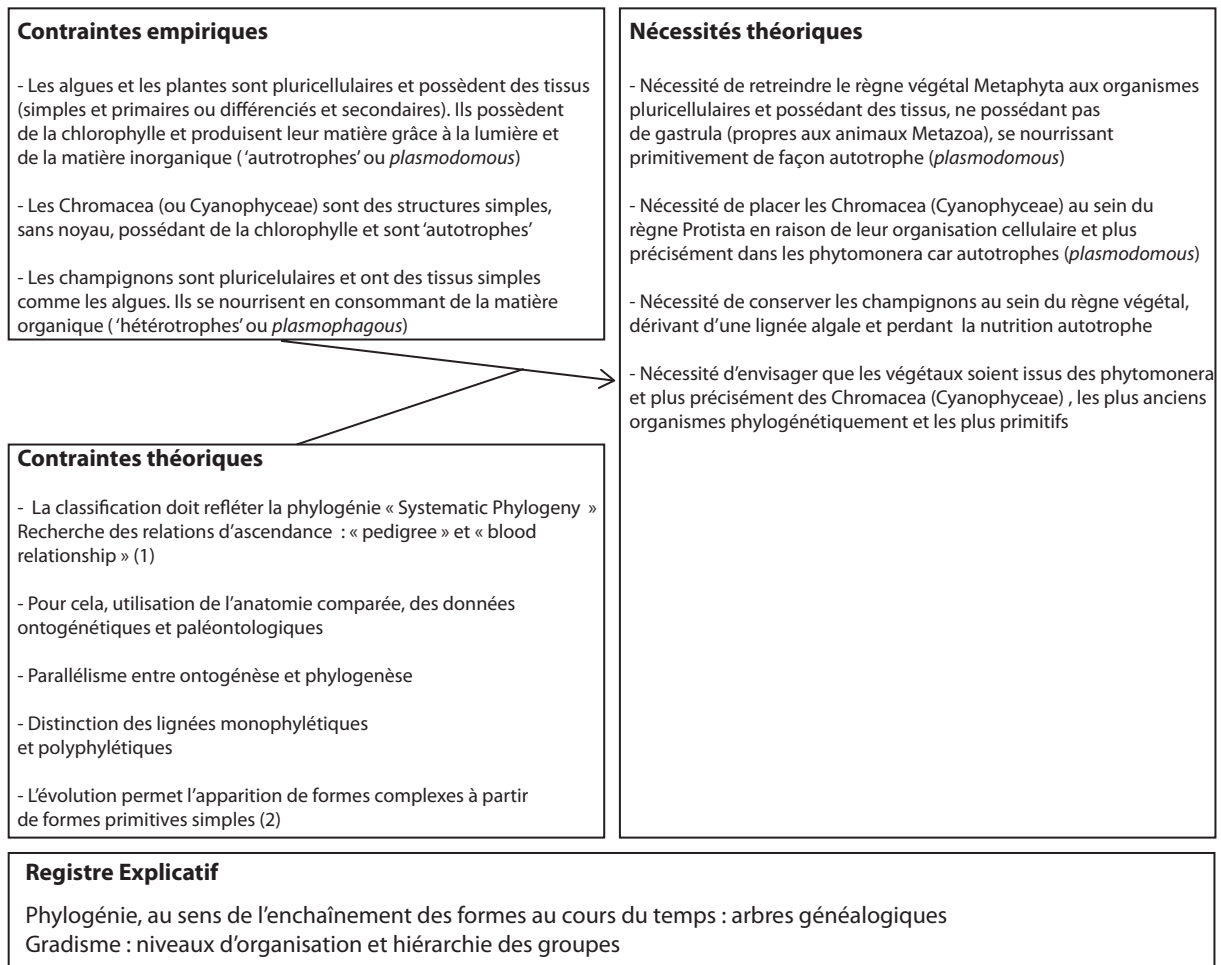 Contraintes empiriques
- Les algues et les plantes sont pluricellulaires et possèdent des tissus
(simples et primaires ou différenciés et secondaires). Ils possèdent
de la chlorophylle et produisent leur matière grâce à la lumière et
de la matière inorganique ( 'autrotrophes' ou plasmodomous)
- Les Chromacea (ou Cyanophyceae) sont des structures simples,
sans noyau, possédant de la chlorophylle et sont 'autotrophes'
- Les champignons sont pluricelulaires et ont des tissus simples
comme les algues. Ils se nourrisent en consommant de la matière
organique ( 'hétérotrophes' ou plasmophagous)
Contraintes théoriques
- La classification doit refléter la phylogénie « Systematic Phylogeny »
Recherche des relations d'ascendance : « pedigree » et « blood
relationship » (1)
- Pour cela, utilisation de l'anatomie comparée, des données
ontogénétiques et paléontologiques
- Parallélisme entre ontogénèse et phylogenèse
- Distinction des lignées monophylétiques
et polyphylétiques
- L'évolution permet l'apparition de formes complexes à partir
de formes primitives simples (2)
Nécessités théoriques
- Nécessité de retreindre le règne végétal Metaphyta aux organismes
pluricellulaires et possédant des tissus, ne possédant pas
de gastrula (propres aux animaux Metazoa), se nourrissant
primitivement de façon autotrophe (plasmodomous)
- Nécessité de placer les Chromacea (Cyanophyceae) au sein du
règne Protista en raison de leur organisation cellulaire et plus
précisément dans les phytomonera car autotrophes (plasmodomous)
- Nécessité de conserver les champignons au sein du règne végétal,
dérivant d'une lignée algale et perdant la nutrition autotrophe
- Nécessité d'envisager que les végétaux soient issus des phytomonera
et plus précisément des Chromacea (Cyanophyceae) , les plus anciens
organismes phylogénétiquement et les plus primitifs
Registre Explicatif
Phylogénie, au sens de l'enchaînement des formes au cours du temps : arbres généalogiques
Gradisme : niveaux d'organisation et hiérarchie des groupes